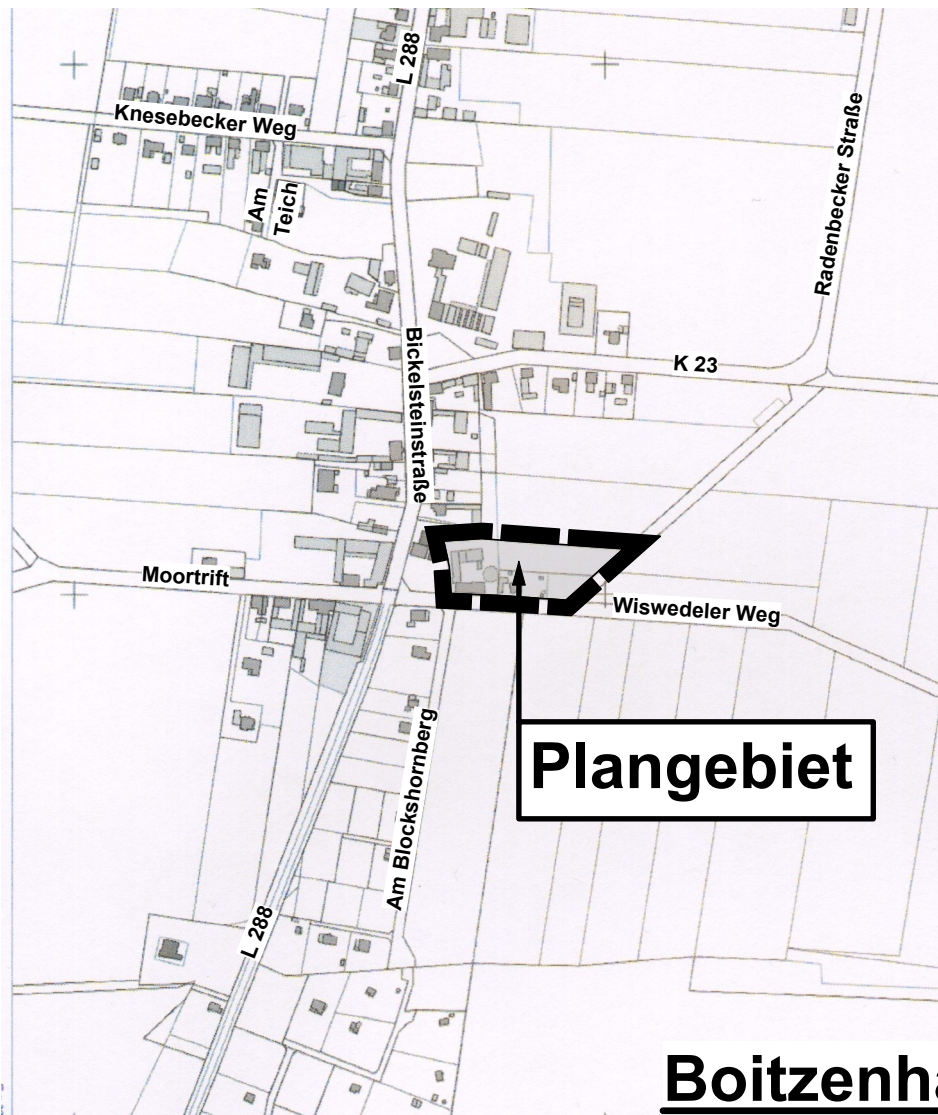 L 288
Knesebecker Weg
Am
Teich
Radenbecker Straße
Bickelsteinstraße
K 23
Moortrift
Wiswedeler Weg
Plangebiet
Am Blockshornberg
L 288
Boitzenha